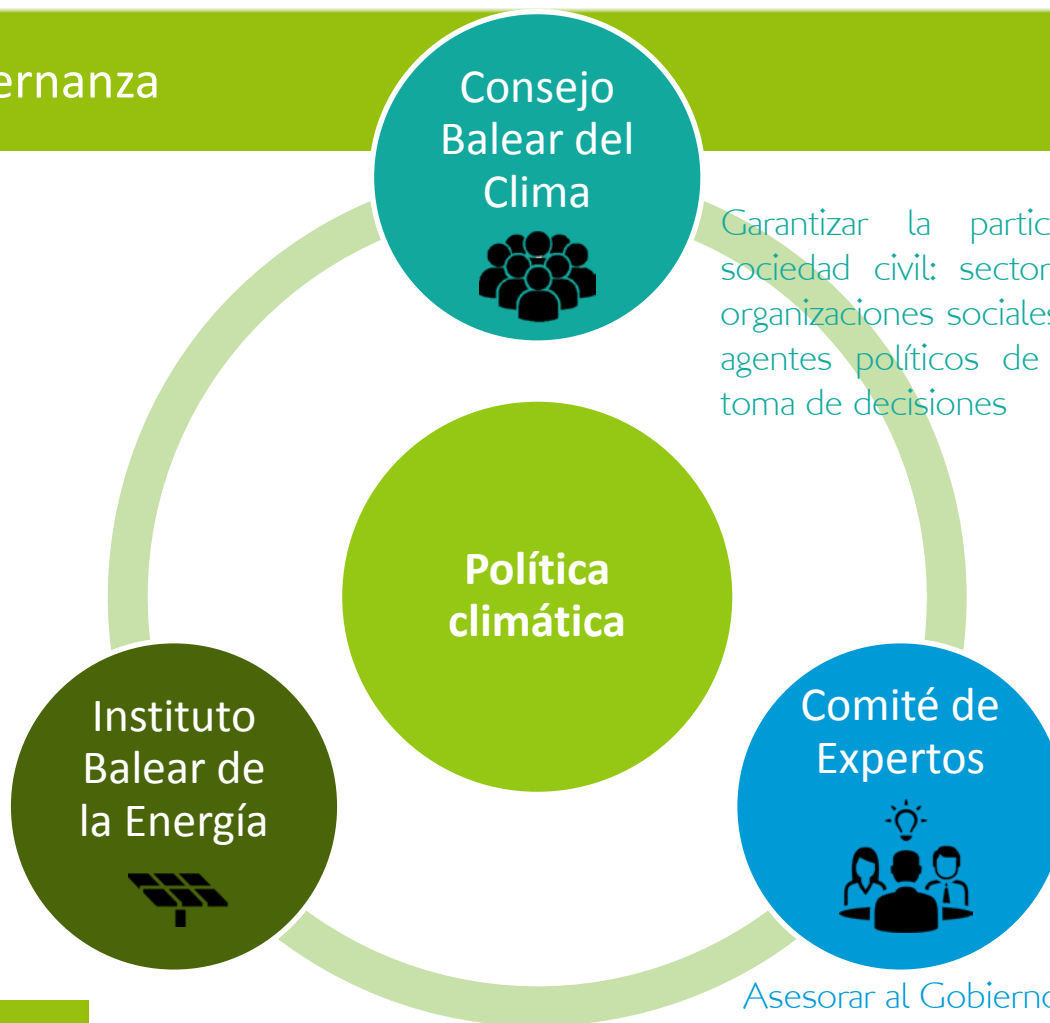 ernanza
Consejo
Balear del
Clima
Garantizar la partic
sociedad civil: sector
organizaciones sociales
agentes políticos de
toma de decisiones
Política
climática
Instituto
Balear de
la Energía
Comité de
Expertos
Asesorar al Gobierno